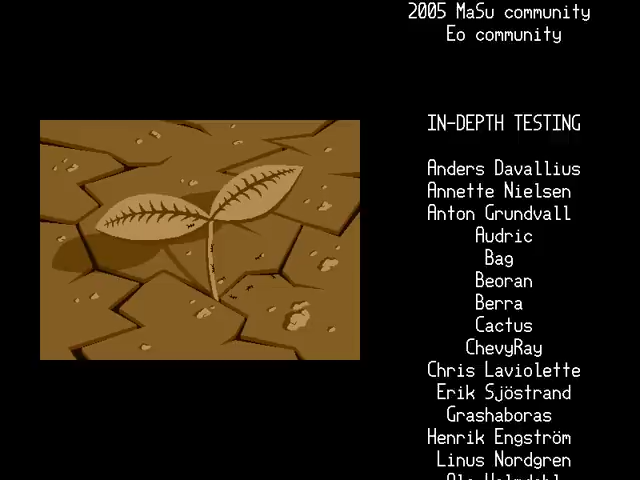 2005 MaSu community
Eo community
IN-DEPTH TESTING
Anders Davallius
Annette Nielsen
Anton Grundvall
Audric
Bag
Beoran
Berra
Cactus
ChevyRay
Chris Laviolette
Erik Sjöstrand
Grashaboras
Henrik Engström
Linus Nordgren